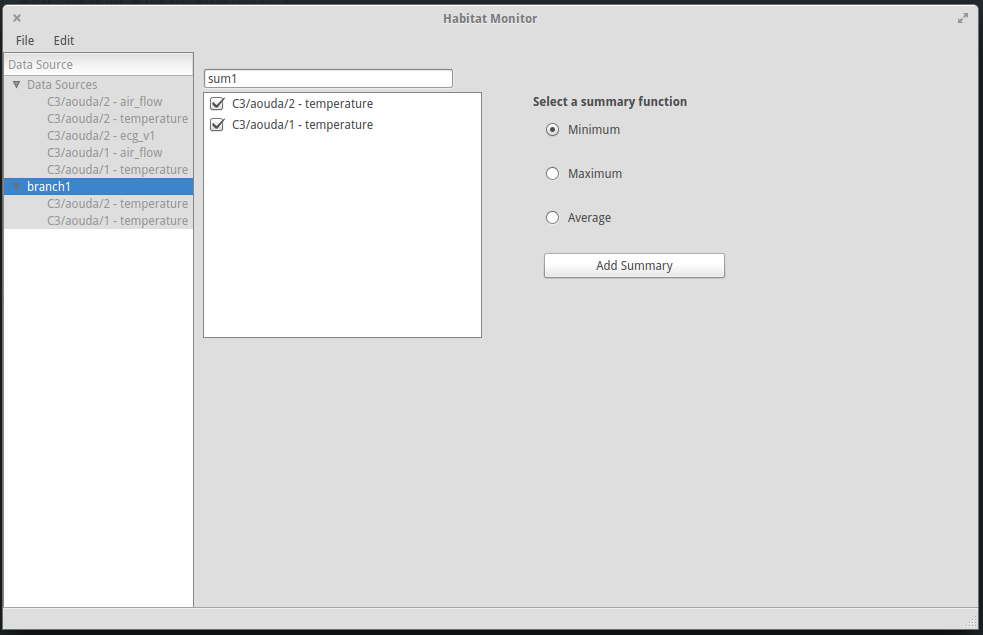 Habitat Monitor
File Edit
Data Source
Data Sources
C3/aouda/2 - air_flow
C3/aouda/2 - temperature
C3/aouda/2 - ecg_v1
C3/aouda/1 - air_flow
C3/aouda/1 - temperature
branch1
C3/aouda/2 - temperature
C3/aouda/1 - temperature
sum1
C3/aouda/2 - temperature
C3/aouda/1 - temperature
Select a summary function
Minimum
Maximum
Average
Add Summary